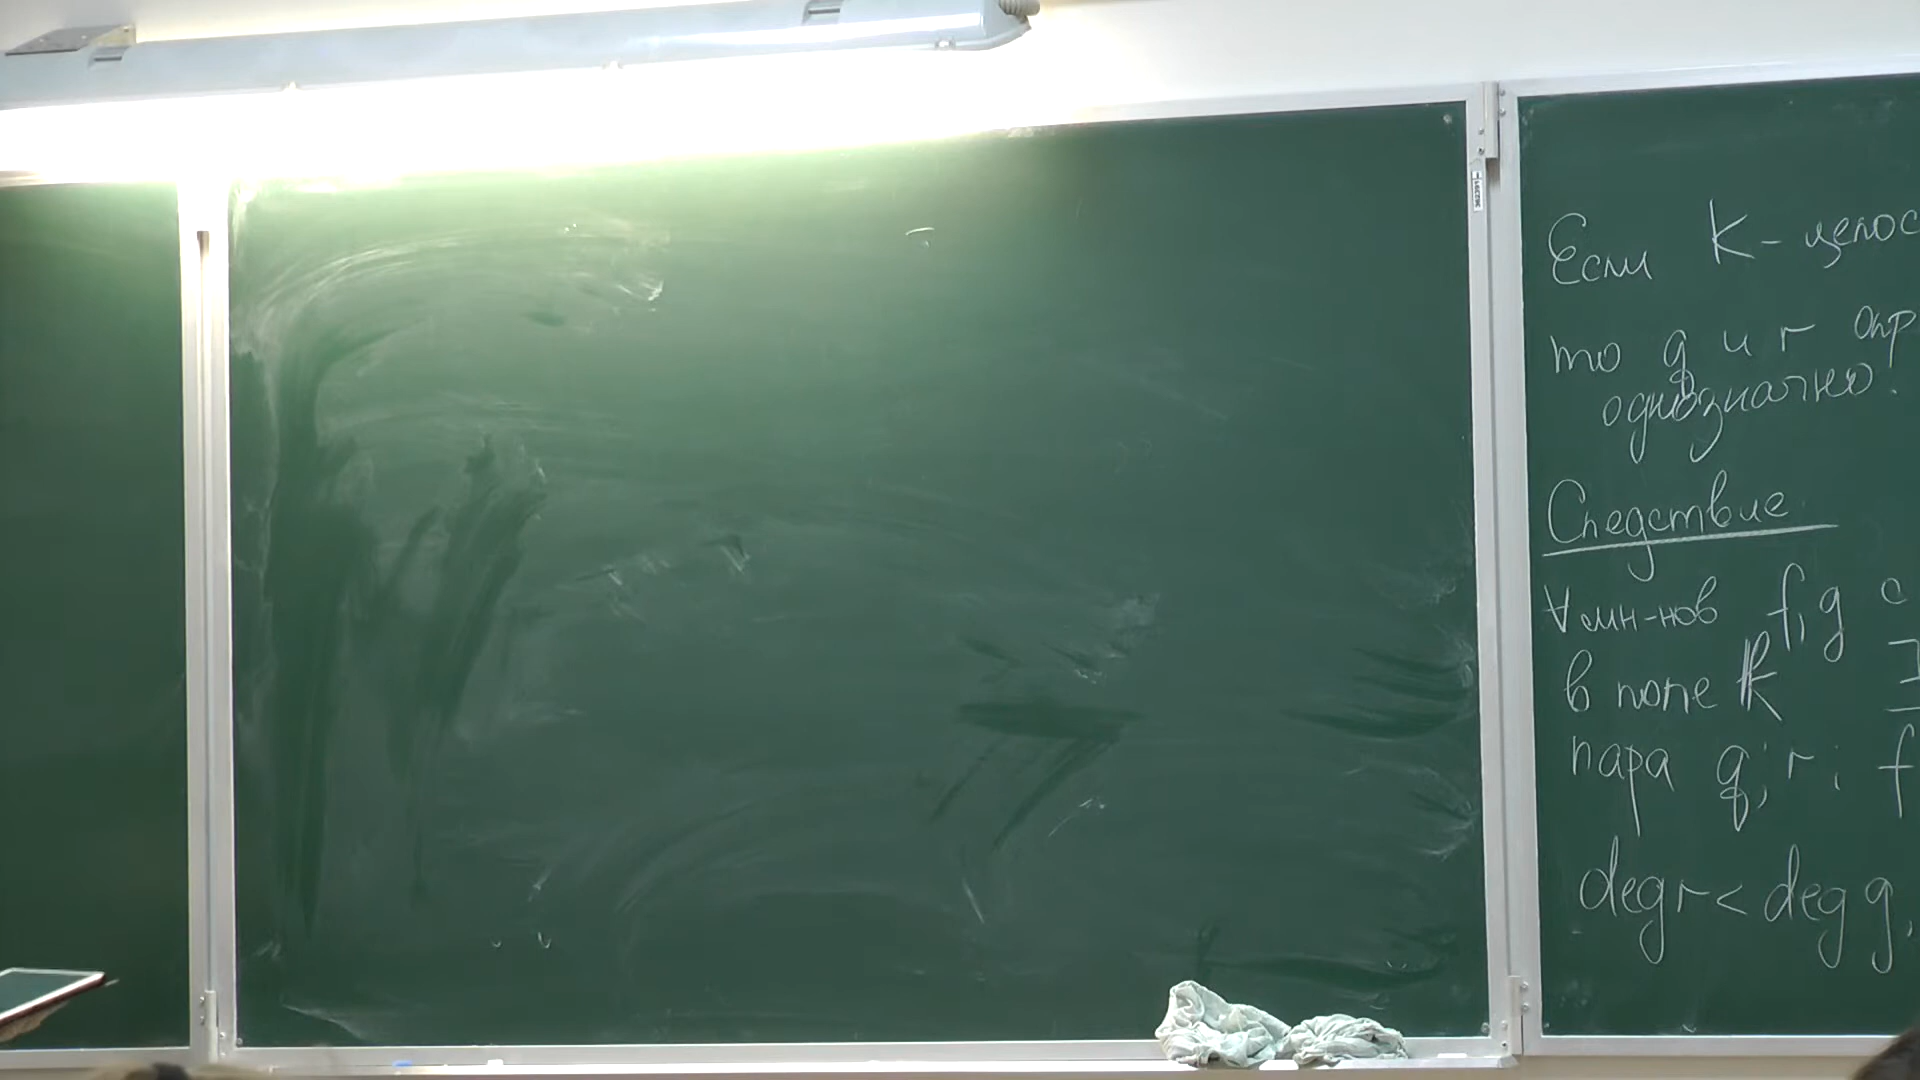 Если K - целос
то q и r опр
однозначно.
Следствие
∀ мн-нов f, g с
в поле K
пара q, r ; f
deg r < deg g,